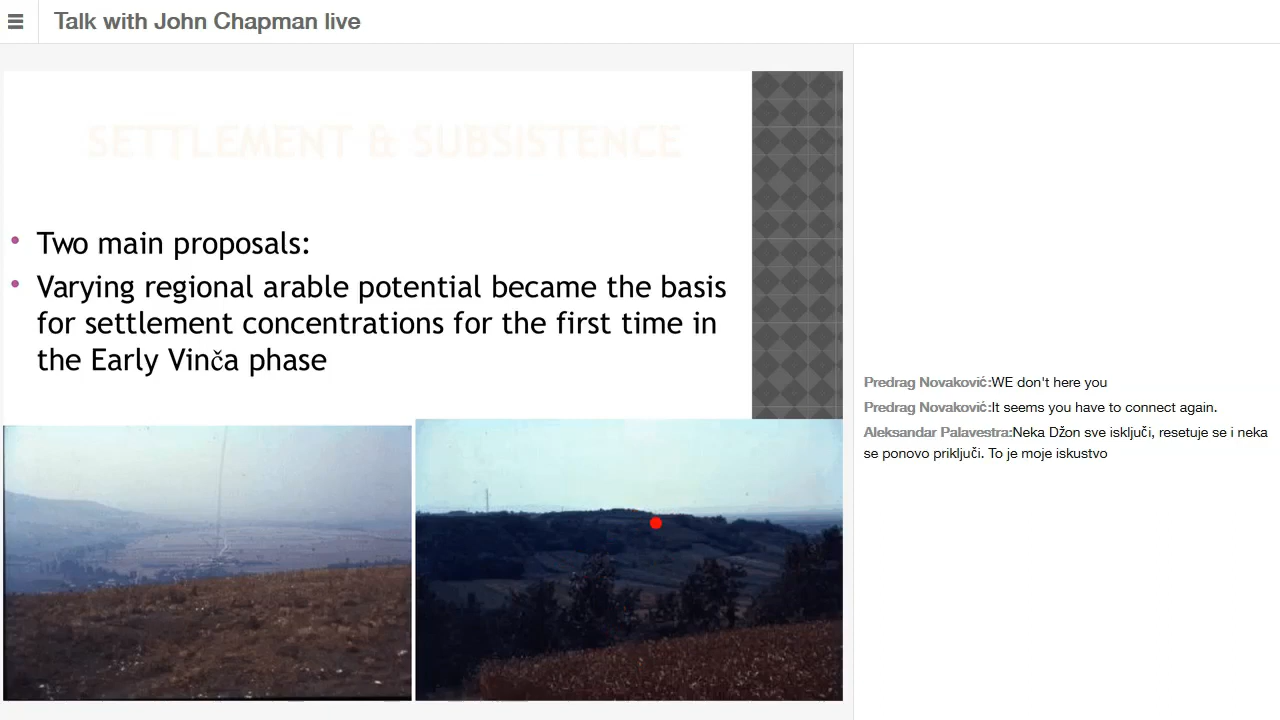 Talk with John Chapman live
SETTLEMENT & SUBSISTENCE
• Two main proposals:
• Varying regional arable potential became the basis
for settlement concentrations for the first time in
the Early Vinča phase
Predrag Novaković:WE don't here you
Predrag Novaković:It seems you have to connect again.
Aleksandar Palavestra:Neka Džon sve isključi, resetuje se i neka
se ponovo priključi. To je moje iskustvo